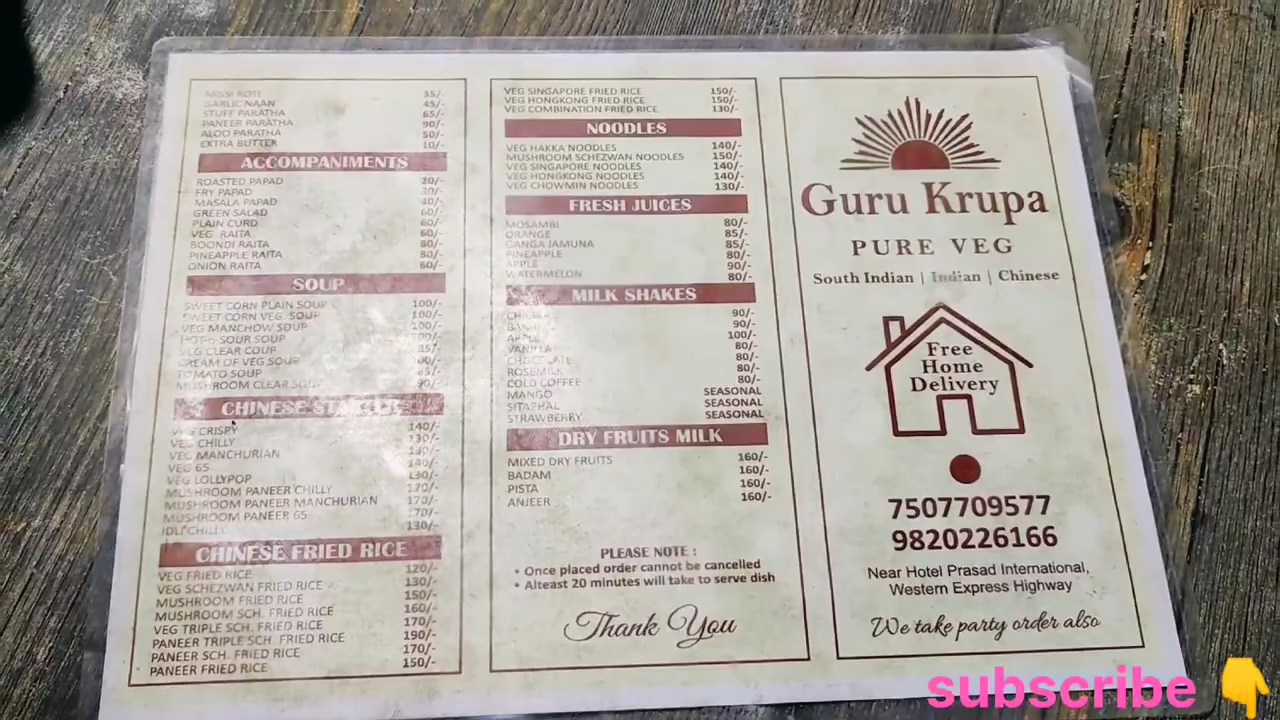 MISSI ROTI 35/-
GARLIC NAAN 45/-
STUFF PARATHA 65/-
PANEER PARATHA 90/-
ALOO PARATHA 50/-
EXTRA BUTTER 10/-
ACCOMPANIMENTS
ROASTED PAPAD 20/-
FRY PAPAD 30/-
MASALA PAPAD 40/-
GREEN SALAD 60/-
PLAIN CURD 60/-
VEG. RAITA 60/-
BOONDI RAITA 80/-
PINEAPPLE RAITA 80/-
ONION RAITA 60/-
SOUP
SWEET CORN PLAIN SOUP 100/-
SWEET CORN VEG. SOUP 100/-
VEG MANCHOW SOUP 100/-
HOT-n-SOUR SOUP
VEG CLEAR COUP
CREAM OF VEG SOUP
TOMATO SOUP
MUSHROOM CLEAR SOUP 90/-
CHINESE STARTER
VEG CRISPY 140/-
VEG CHILLY 130/-
VEG MANCHURIAN
VEG 65 140/-
VEG LOLLYPOP 130/-
MUSHROOM PANEER CHILLY 170/-
MUSHROOM PANEER MANCHURIAN 170/-
MUSHROOM PANEER 65 170/-
IDLI CHILLY 130/-
CHINESE FRIED RICE
VEG FRIED RICE 120/-
VEG SCHEZWAN FRIED RICE 130/-
MUSHROOM FRIED RICE 150/-
MUSHROOM SCH. FRIED RICE 160/-
VEG TRIPLE SCH. FRIED RICE 170/-
PANEER TRIPLE SCH. FRIED RICE 190/-
PANEER SCH. FRIED RICE 170/-
PANEER FRIED RICE 150/-
VEG SINGAPORE FRIED RICE 150/-
VEG HONGKONG FRIED RICE 150/-
VEG COMBINATION FRIED RICE 130/-
NOODLES
VEG HAKKA NOODLES 140/-
MUSHROOM SCHEZWAN NOODLES 150/-
VEG SINGAPORE NOODLES 140/-
VEG HONGKONG NOODLES 140/-
VEG CHOWMIN NOODLES 130/-
FRESH JUICES
MOSAMBI 80/-
ORANGE 85/-
GANGA JAMUNA 85/-
PINEAPPLE 80/-
APPLE 90/-
WATERMELON 80/-
MILK SHAKES
90/-
90/-
APPLE 100/-
VANILLA 80/-
CHOCOLATE 80/-
ROSEMILK 80/-
COLD COFFEE 80/-
MANGO SEASONAL
SITAPHAL SEASONAL
STRAWBERRY SEASONAL
DRY FRUITS MILK
MIXED DRY FRUITS 160/-
BADAM 160/-
PISTA 160/-
ANJEER 160/-
PLEASE NOTE :
• Once placed order cannot be cancelled
• Alteast 20 minutes will take to serve dish
Thank You
Guru Krupa
PURE VEG
South Indian | Indian | Chinese
Free
Home
Delivery
7507709577
9820226166
Near Hotel Prasad International,
Western Express Highway
We take party order also
subscribe